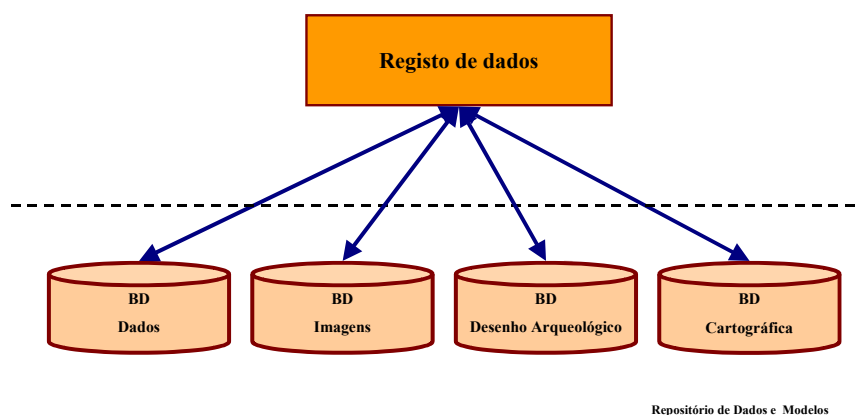 Registo de dados
BD
Dados
BD
Imagens
BD
Desenho Arqueológico
BD
Cartográfica
Repositório de Dados e Modelos